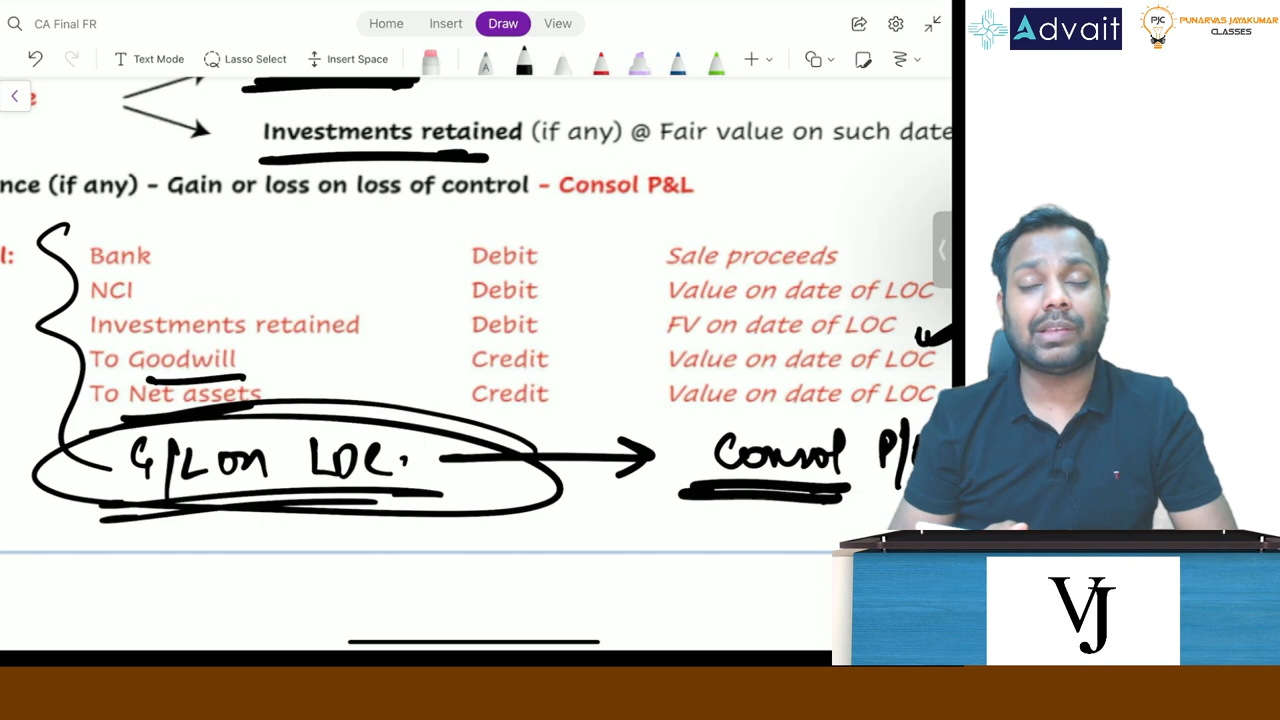 CA Final FR
Home Insert Draw View
Text Mode Lasso Select Insert Space
Advait
PJC PUNARVAS JAYAKUMAR CLASSES
Investments retained (if any) @ Fair value on such date
nce (if any) - Gain or loss on loss of control - Consol P&L
l: Bank Debit Sale proceeds
NCI Debit Value on date of LOC
Investments retained Debit FV on date of LOC
To Goodwill Credit Value on date of LOC
To Net assets Credit Value on date of LOC
G/L on LOC. Consol P/
VJ